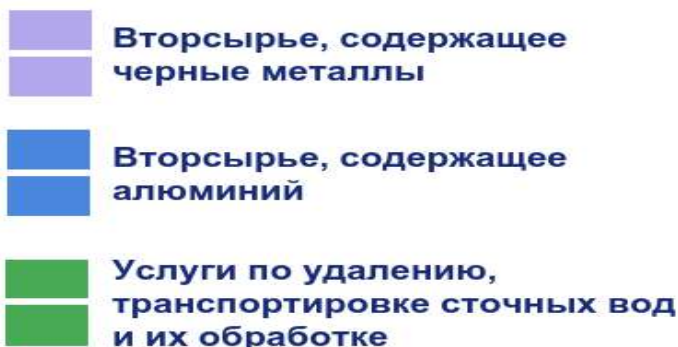 Вторсырье, содержащее
черные металлы
Вторсырье, содержащее
алюминий
Услуги по удалению,
транспортировке сточных вод
и их обработке